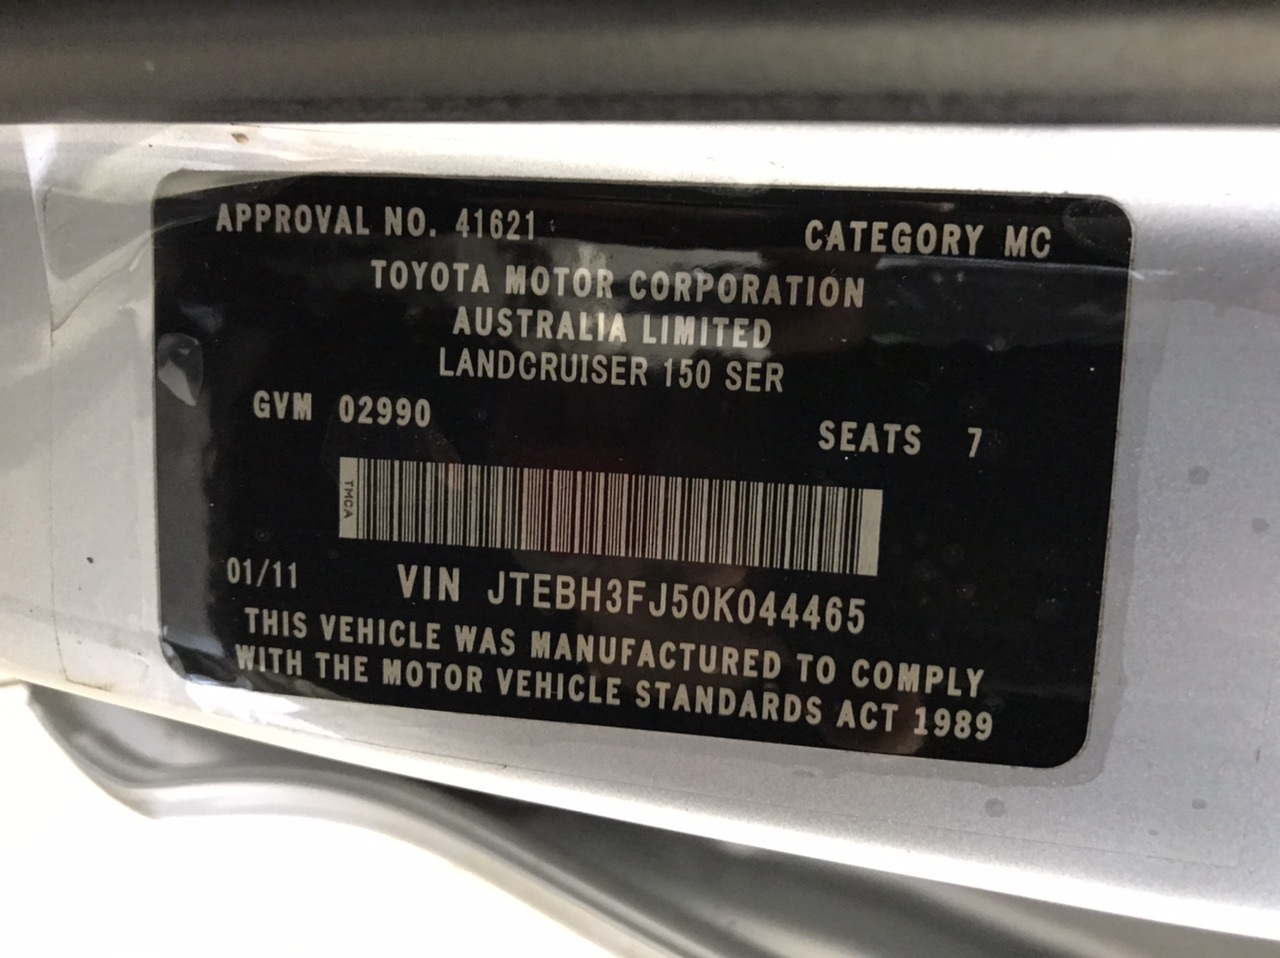 APPROVAL NO. 41621 CATEGORY MC
TOYOTA MOTOR CORPORATION
AUSTRALIA LIMITED
LANDCRUISER 150 SER
GVM 02990 SEATS 7
TMCA
01/11 VIN JTEBH3FJ50K044465
THIS VEHICLE WAS MANUFACTURED TO COMPLY
WITH THE MOTOR VEHICLE STANDARDS ACT 1989